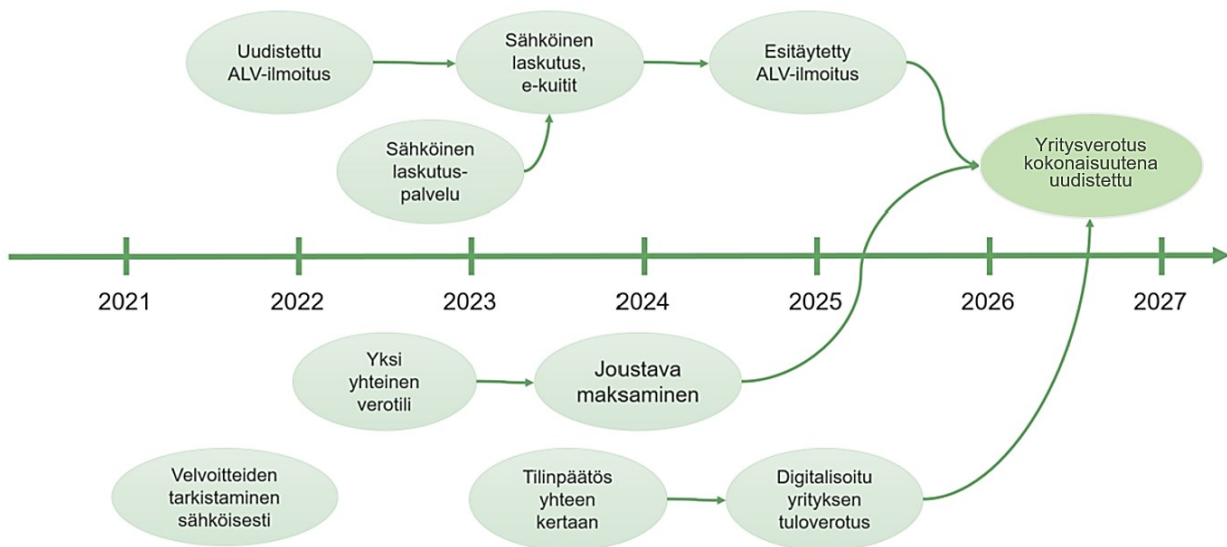 Uudistettu
ALV-ilmoitus
Sähköinen
laskutus,
e-kuitit
Esitäytetty
ALV-ilmoitus
Sähköinen
laskutus-
palvelu
Yritysverotus
kokonaisuutena
uudistettu
2021 2022 2023 2024 2025 2026 2027
Yksi
yhteinen
verotili
Joustava
maksaminen
Velvoitteiden
tarkistaminen
sähköisesti
Tilinpäätös
yhteen
kertaan
Digitalisoitu
yrityksen
tuloverotus